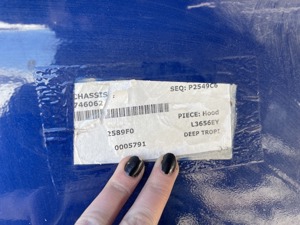 CHASSIS : SEQ: P2549C6
746062
PIECE: Hood
L3656EY
2589F0 DEEP TROPI
0005791